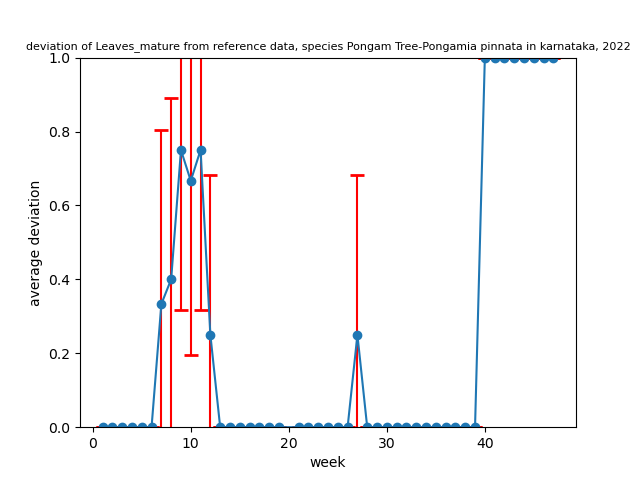 deviation of Leaves_mature from reference data, species Pongam Tree-Pongamia pinnata in karnataka, 2022
1.0
0.8
0.6
0.4
0.2
0.0
average deviation
0 10 20 30 40
week